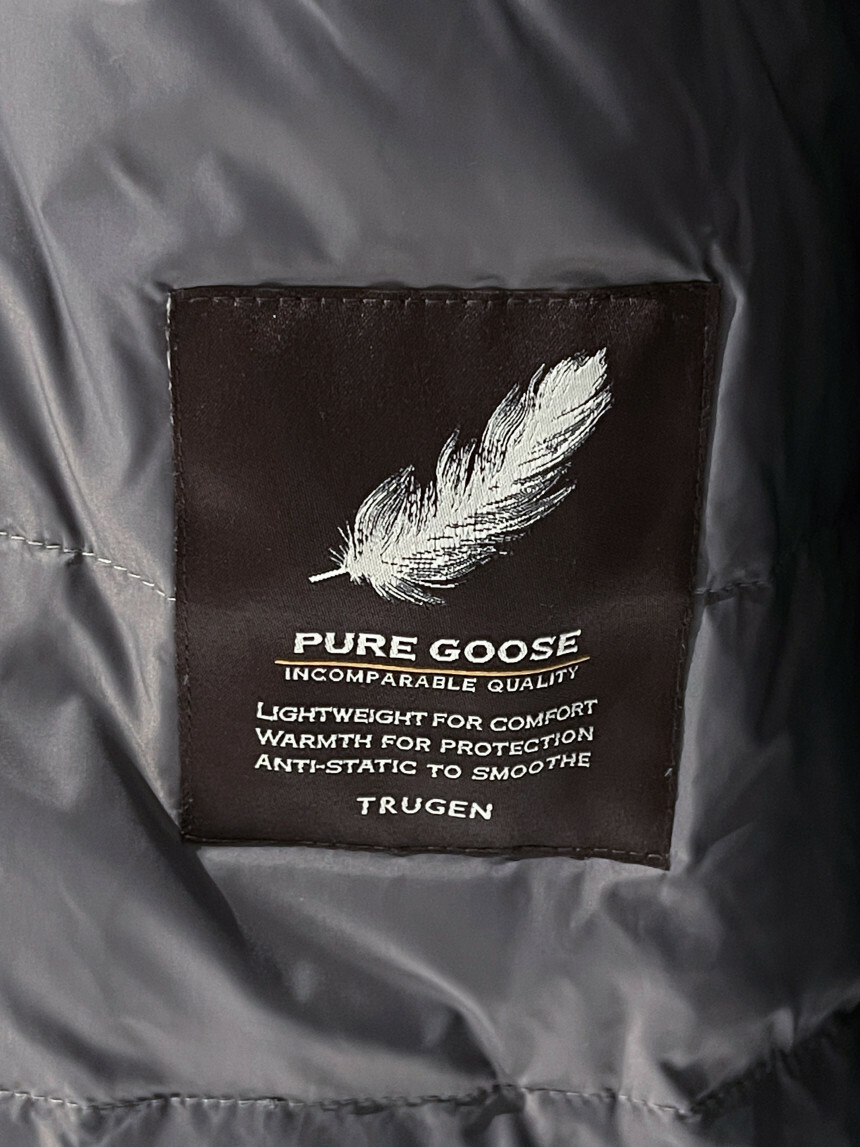 PURE GOOSE
INCOMPARABLE QUALITY
LIGHTWEIGHT FOR COMFORT
WARMTH FOR PROTECTION
ANTI-STATIC TO SMOOTHE
TRUGEN